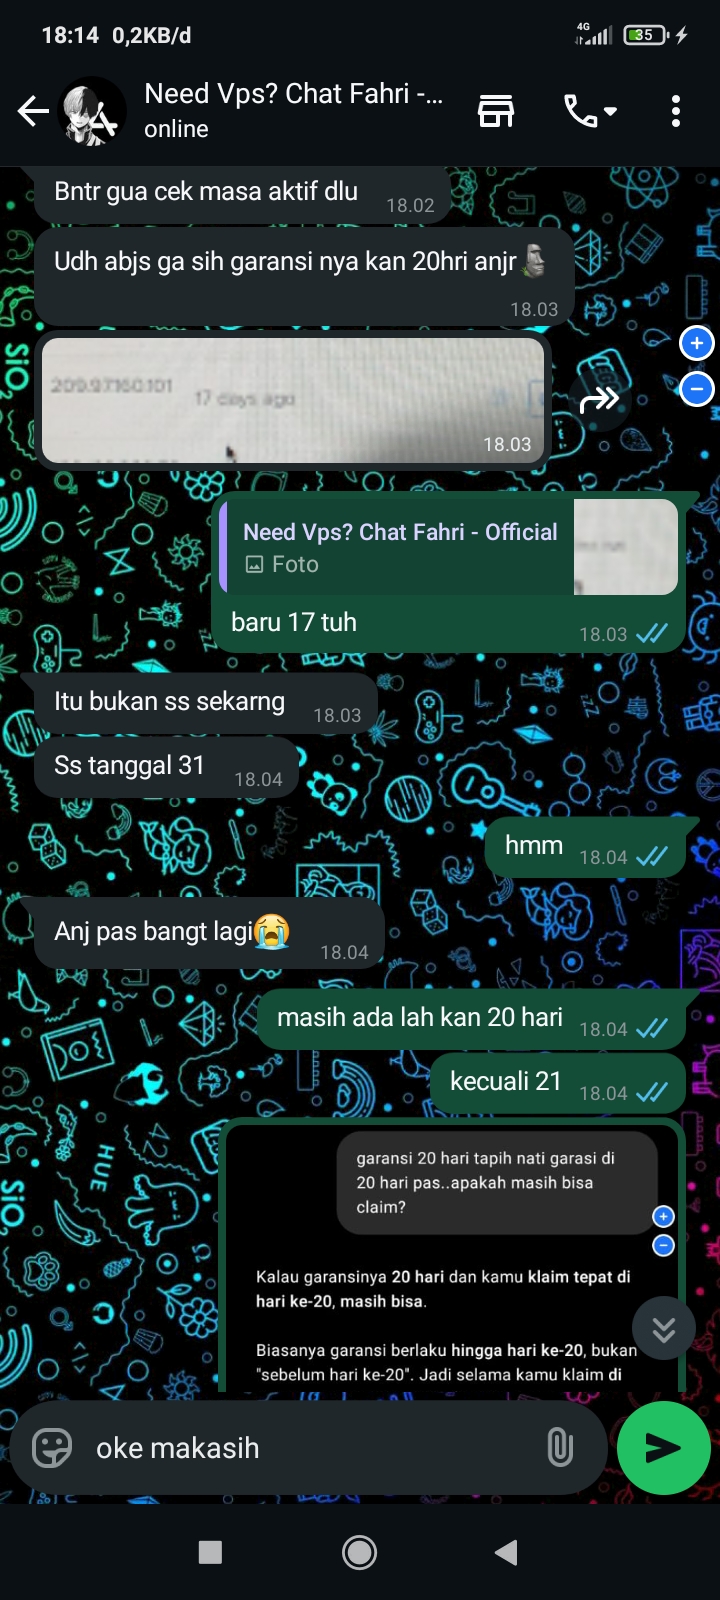 18:14 0,2KB/d
4G
35
Need Vps? Chat Fahri -...
online
Bntr gua cek masa aktif dlu
18.02
Udh abjs ga sih garansi nya kan 20hri anjr🗿
18.03
209.97.160.101
17 days ago
18.03
Need Vps? Chat Fahri - Official
Foto
baru 17 tuh
18.03
Itu bukan ss sekarng
18.03
Ss tanggal 31
18.04
hmm
18.04
Anj pas bangt lagi😭
18.04
masih ada lah kan 20 hari
18.04
kecuali 21
18.04
garansi 20 hari tapih nati garasi di
20 hari pas..apakah masih bisa
claim?
Kalau garansinya 20 hari dan kamu klaim tepat di
hari ke-20, masih bisa.
Biasanya garansi berlaku hingga hari ke-20, bukan
"sebelum hari ke-20". Jadi selama kamu klaim di
oke makasih
SiO2
HUE
SiO2